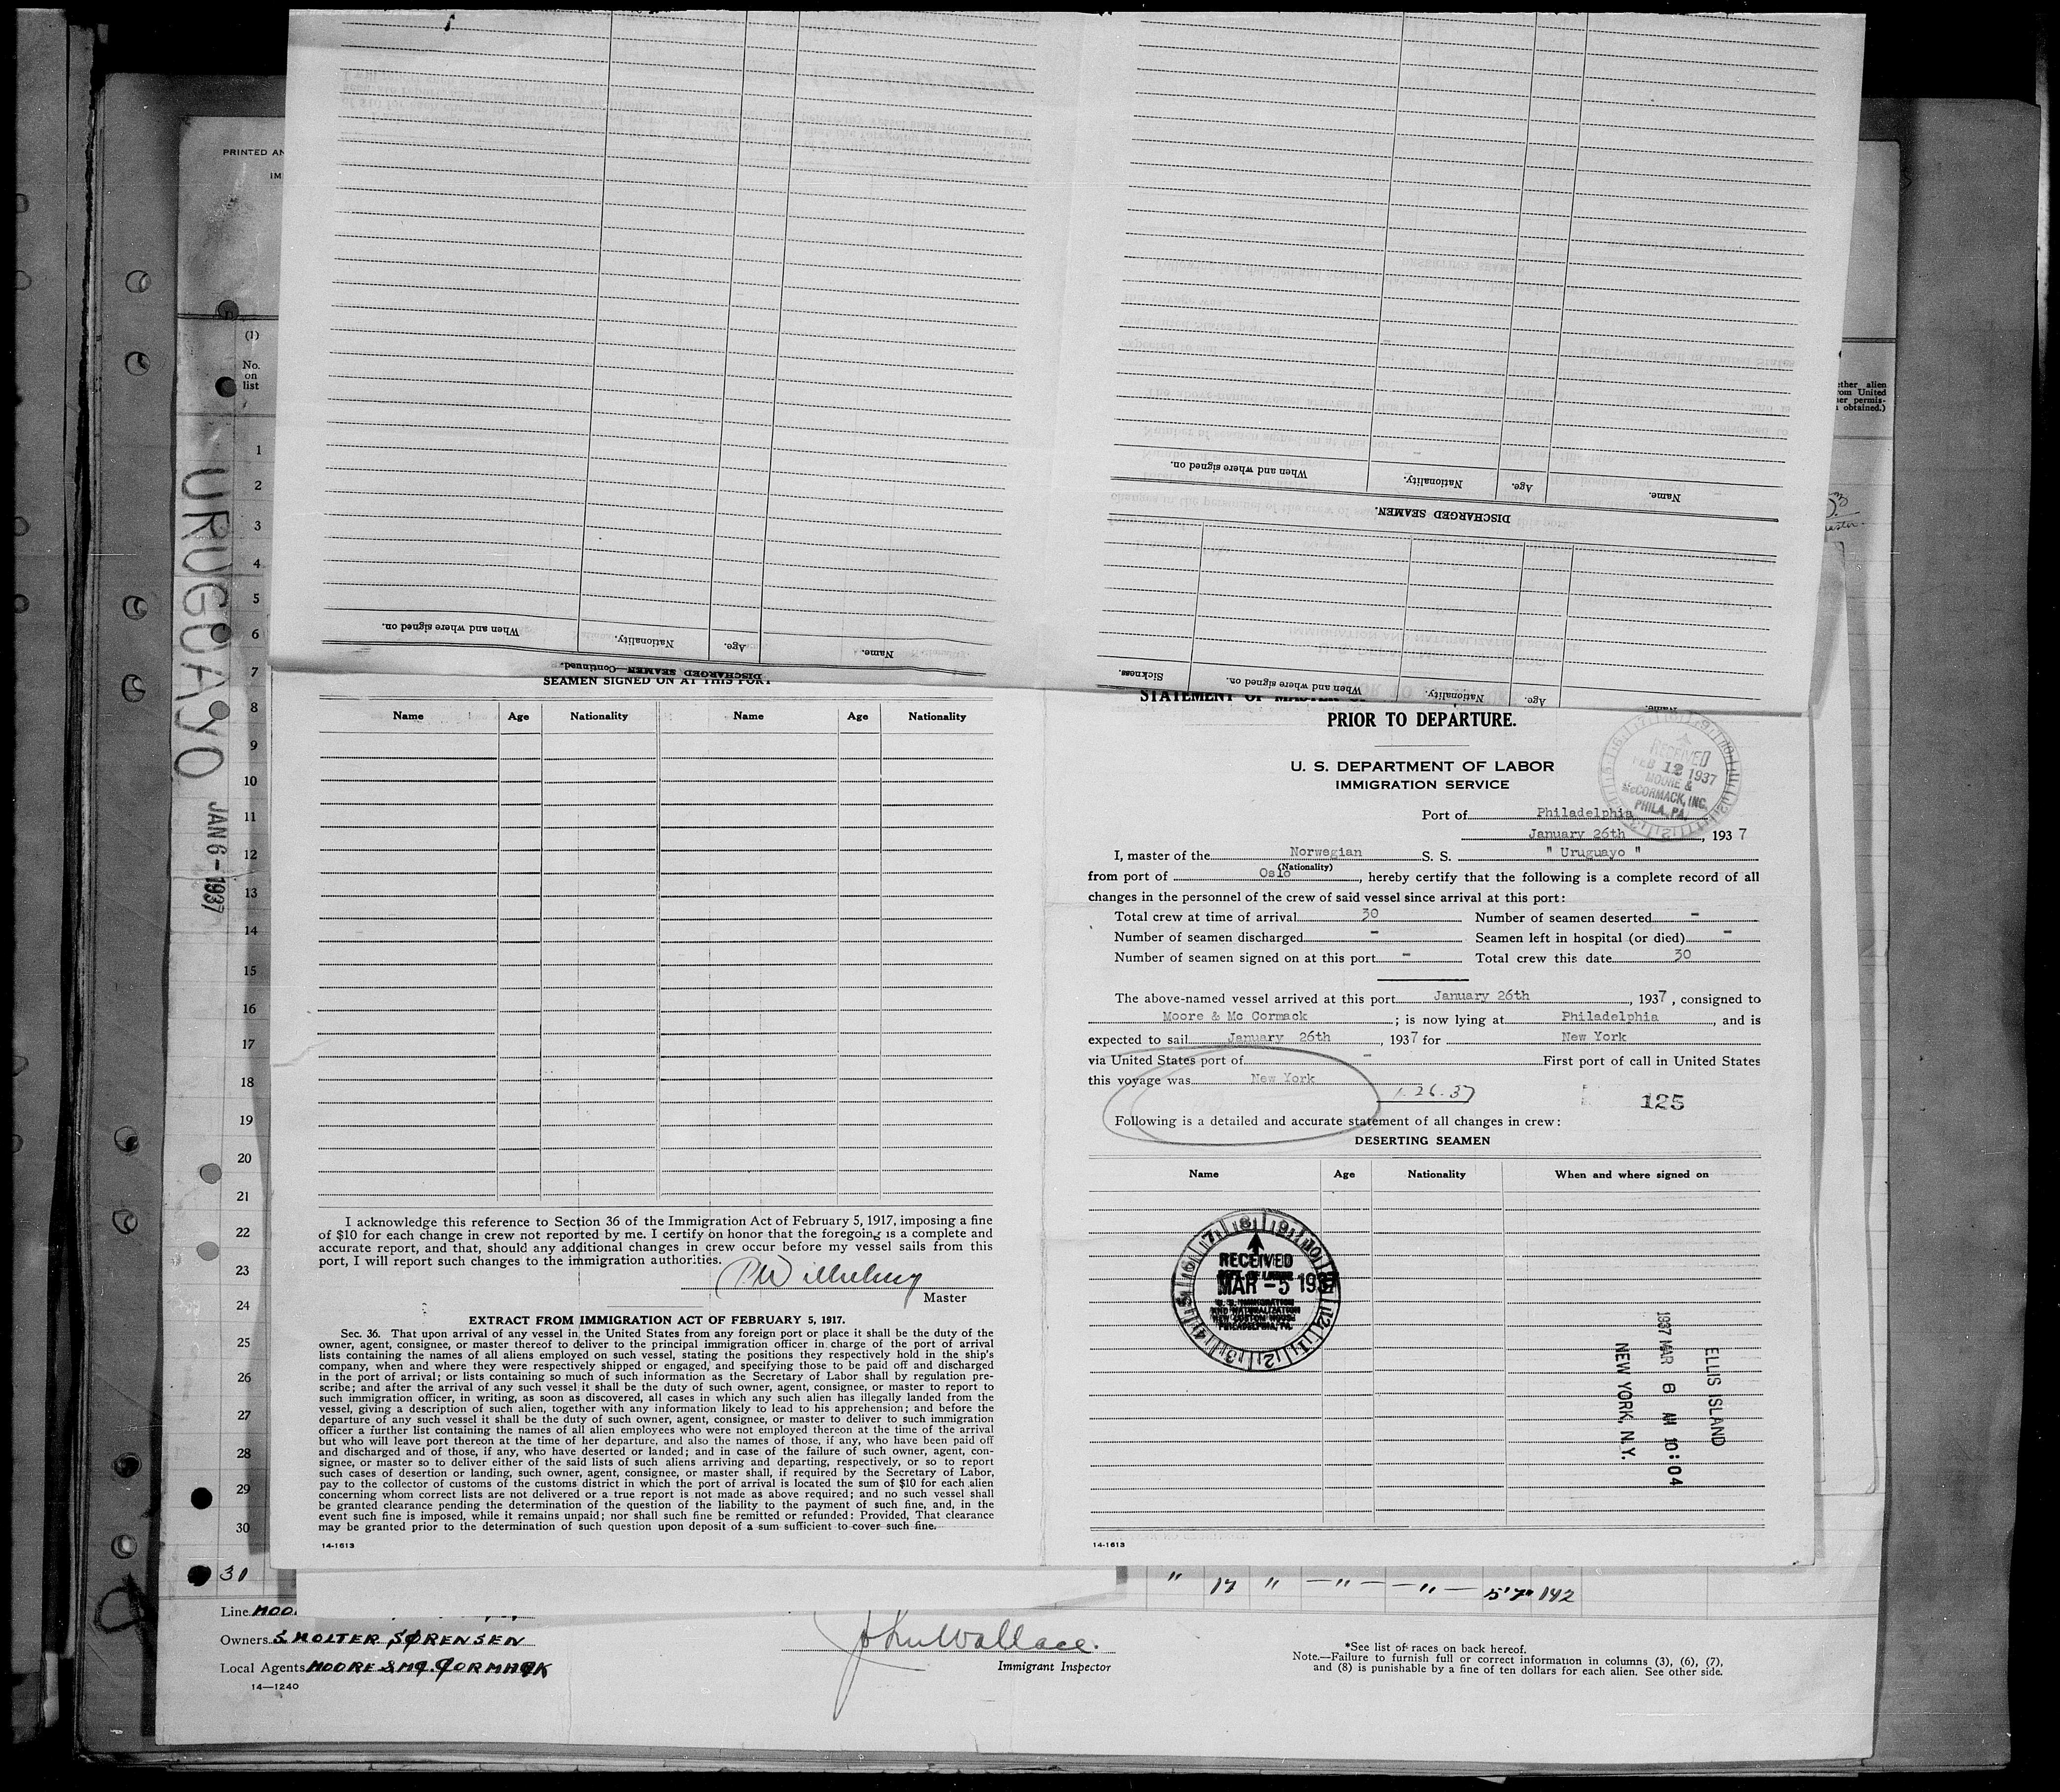 PRINTED AN
IM
(1)
No.
on
list
1
2
3
4
5
6
7
8
9
10
11
12
13
14
15
16
17
18
19
20
21
22
23
24
25
26
27
28
29
30
31
URUGUAYO JAN 6-1937
ether alien
rom United
ner permis-
obtained.)
When and where signed on.
Nationality.
Age.
Name.
DISCHARGED SEAMEN—Continued.
When and where signed on.
Nationality.
Age.
Name.
DISCHARGED SEAMEN.
Sickness
When and where signed on.
Nationality.
Age.
Name.
SEAMEN SIGNED ON AT THIS PORT
Name Age Nationality Name Age Nationality
I acknowledge this reference to Section 36 of the Immigration Act of February 5, 1917, imposing a fine
of $10 for each change in crew not reported by me. I certify on honor that the foregoing is a complete and
accurate report, and that, should any additional changes in crew occur before my vessel sails from this
port, I will report such changes to the immigration authorities.
Master
EXTRACT FROM IMMIGRATION ACT OF FEBRUARY 5, 1917.
Sec. 36. That upon arrival of any vessel in the United States from any foreign port or place it shall be the duty of the
owner, agent, consignee, or master thereof to deliver to the principal immigration officer in charge of the port of arrival
lists containing the names of all aliens employed on such vessel, stating the positions they respectively hold in the ship's
company, when and where they were respectively shipped or engaged, and specifying those to be paid off and discharged
in the port of arrival; or lists containing so much of such information as the Secretary of Labor shall by regulation pre-
scribe; and after the arrival of any such vessel it shall be the duty of such owner, agent, consignee, or master to report to
such immigration officer, in writing, as soon as discovered, all cases in which any such alien has illegally landed from the
vessel, giving a description of such alien, together with any information likely to lead to his apprehension; and before the
departure of any such vessel it shall be the duty of such owner, agent, consignee, or master to deliver to such immigration
officer a further list containing the names of all alien employees who were not employed thereon at the time of the arrival
but who will leave port thereon at the time of her departure, and also the names of those, if any, who have been paid off
and discharged and of those, if any, who have deserted or landed; and in case of the failure of such owner, agent, con-
signee, or master so to deliver either of the said lists of such aliens arriving and departing, respectively, or so to report
such cases of desertion or landing, such owner, agent, consignee, or master shall, if required by the Secretary of Labor,
pay to the collector of customs of the customs district in which the port of arrival is located the sum of $10 for each alien
concerning whom correct lists are not delivered or a true report is not made as above required; and no such vessel shall
be granted clearance pending the determination of the question of the liability to the payment of such fine, and, in the
event such fine is imposed, while it remains unpaid; nor shall such fine be remitted or refunded: Provided, That clearance
may be granted prior to the determination of such question upon deposit of a sum sufficient to cover such fine.
14-1613
STATEMENT OF MASTER
PRIOR TO DEPARTURE.
U. S. DEPARTMENT OF LABOR
IMMIGRATION SERVICE
RECEIVED
FEB 12 1937
MOORE &
McCORMACK, INC.
PHILA., PA.
Port of Philadelphia
January 26th, 1937
I, master of the Norwegian S. S. " Uruguayo "
(Nationality)
from port of Oslo, hereby certify that the following is a complete record of all
changes in the personnel of the crew of said vessel since arrival at this port:
Total crew at time of arrival 30 Number of seamen deserted -
Number of seamen discharged - Seamen left in hospital (or died) -
Number of seamen signed on at this port - Total crew this date 30
The above-named vessel arrived at this port January 26th, 1937, consigned to
Moore & Mc Cormack; is now lying at Philadelphia, and is
expected to sail January 26th, 1937 for New York
via United States port of - First port of call in United States
this voyage was New York 1.26.37
125
Following is a detailed and accurate statement of all changes in crew:
DESERTING SEAMEN
Name Age Nationality When and where signed on
RECEIVED
MAR -5 193
ELLIS ISLAND
1937 MAR 6 AM 10:04
NEW YORK, N.Y.
14-1613
" 17 " —"— —"— 5'7" 142
Line MOO
Owners S MOLTER SØRENSEN
Local Agents MOORE & MC.CORMACK
14—1240
John Wallace.
Immigrant Inspector
*See list of races on back hereof.
Note.—Failure to furnish full or correct information in columns (3), (6), (7),
and (8) is punishable by a fine of ten dollars for each alien. See other side.